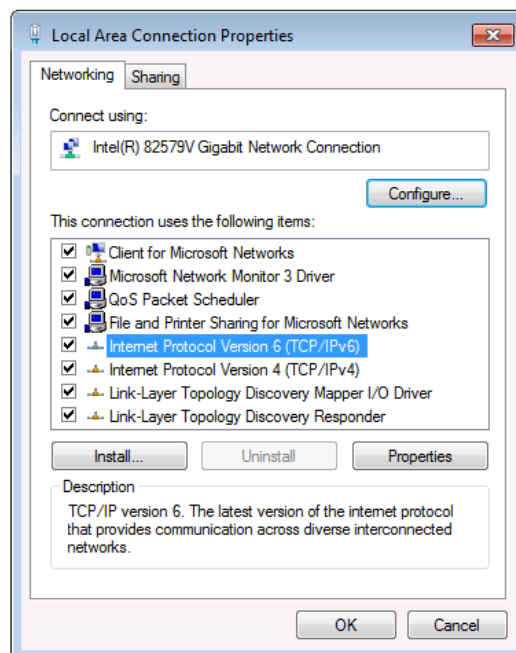 Local Area Connection Properties
Networking
Sharing
Connect using:
Intel(R) 82579V Gigabit Network Connection
Configure...
This connection uses the following items:
Client for Microsoft Networks
Microsoft Network Monitor 3 Driver
QoS Packet Scheduler
File and Printer Sharing for Microsoft Networks
Internet Protocol Version 6 (TCP/IPv6)
Internet Protocol Version 4 (TCP/IPv4)
Link-Layer Topology Discovery Mapper I/O Driver
Link-Layer Topology Discovery Responder
Install... Uninstall Properties
Description
TCP/IP version 6. The latest version of the internet protocol
that provides communication across diverse interconnected
networks.
OK Cancel